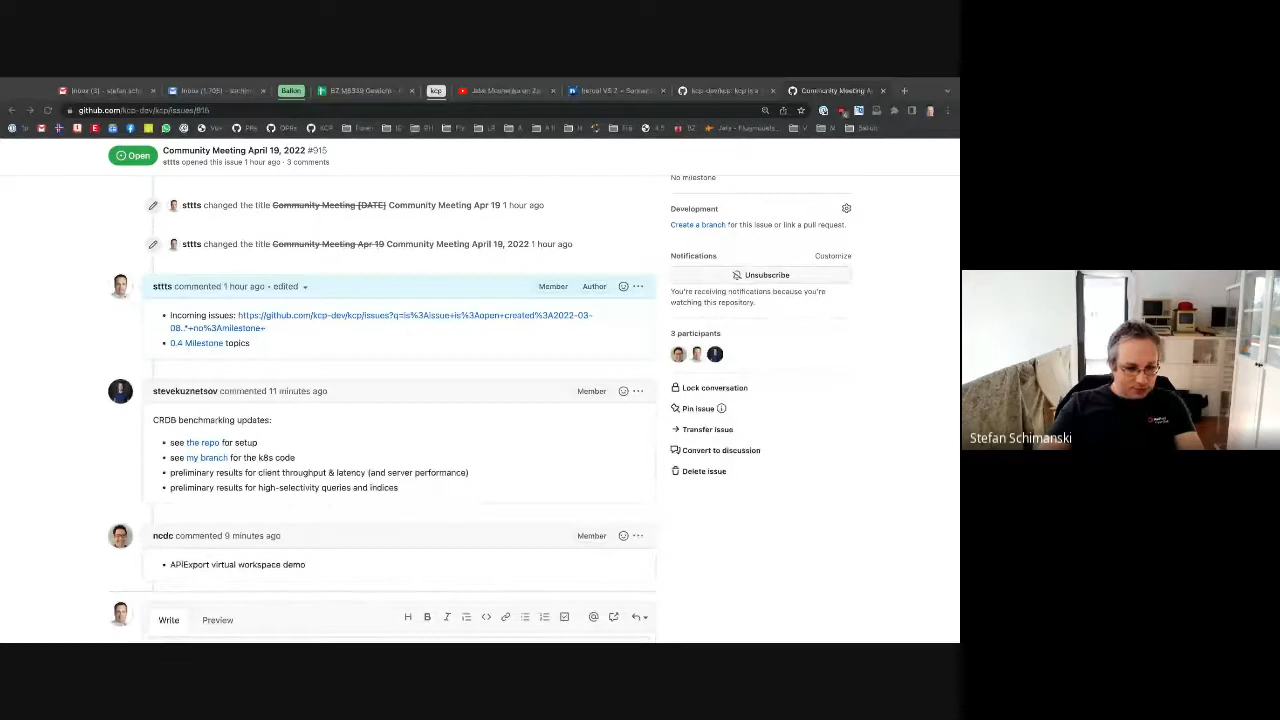 Ballon
kcp
github.com/kcp-dev/kcp/issues/915
Open
Community Meeting April 19, 2022 #915
sttts opened this issue 1 hour ago · 3 comments
No milestone
sttts changed the title Community Meeting [DATE] Community Meeting Apr 19 1 hour ago
Development
Create a branch for this issue or link a pull request.
sttts changed the title Community Meeting Apr 19 Community Meeting April 19, 2022 1 hour ago
Notifications
Customize
Unsubscribe
You're receiving notifications because you're
watching this repository.
sttts commented 1 hour ago · edited
Member
Author
Incoming issues: https://github.com/kcp-dev/kcp/issues?q=is%3Aissue+is%3Aopen+created%3A2022-03-
08..*+no%3Amilestone+
0.4 Milestone topics
3 participants
stevekuznetsov commented 11 minutes ago
Member
Lock conversation
Pin issue
Transfer issue
Convert to discussion
Delete issue
CRDB benchmarking updates:
see the repo for setup
see my branch for the k8s code
preliminary results for client throughput & latency (and server performance)
preliminary results for high-selectivity queries and indices
ncdc commented 9 minutes ago
Member
APIExport virtual workspace demo
Write
Preview
Stefan Schimanski